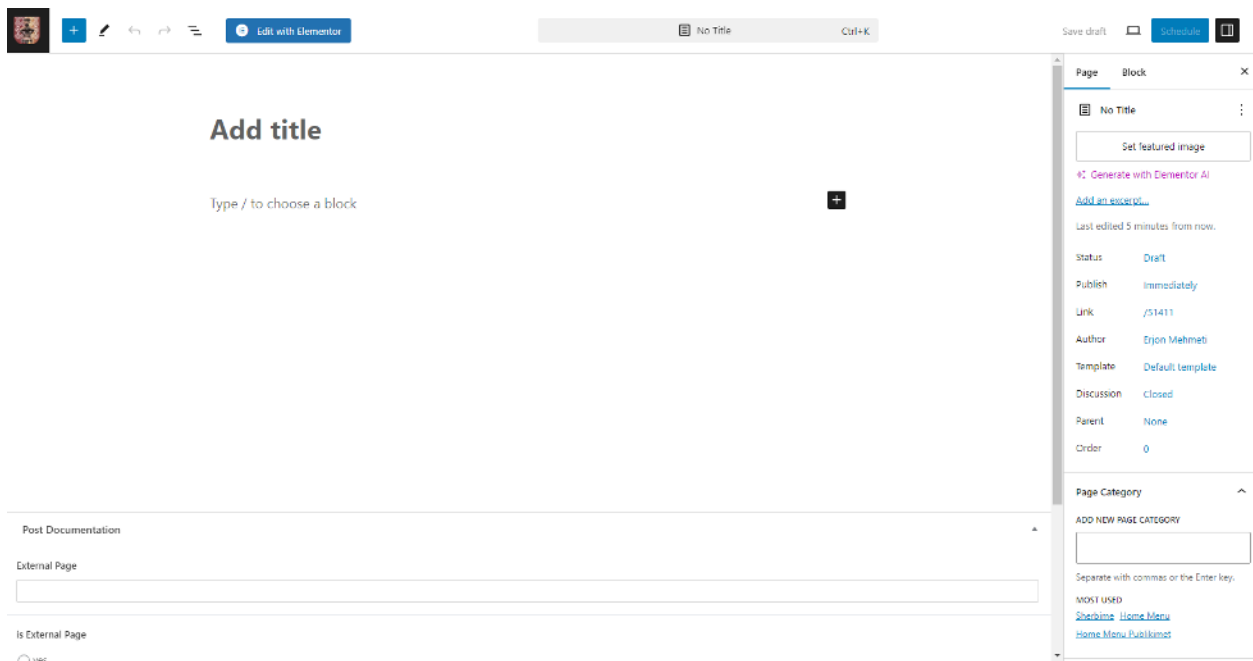 Edit with Elementor
No Title
Ctrl+K
Save draft
Schedule
Page
Block
No Title
Set featured image
Generate with Elementor AI
Add an excerpt...
Last edited 5 minutes from now.
Status Draft
Publish Immediately
Link /51411
Author Erjon Mehmeti
Template Default template
Discussion Closed
Parent None
Order 0
Page Category
ADD NEW PAGE CATEGORY
Separate with commas or the Enter key.
MOST USED
Sherbime Home Menu
Home Menu Publikimet
Add title
Type / to choose a block
Post Documentation
External Page
Is External Page
yes